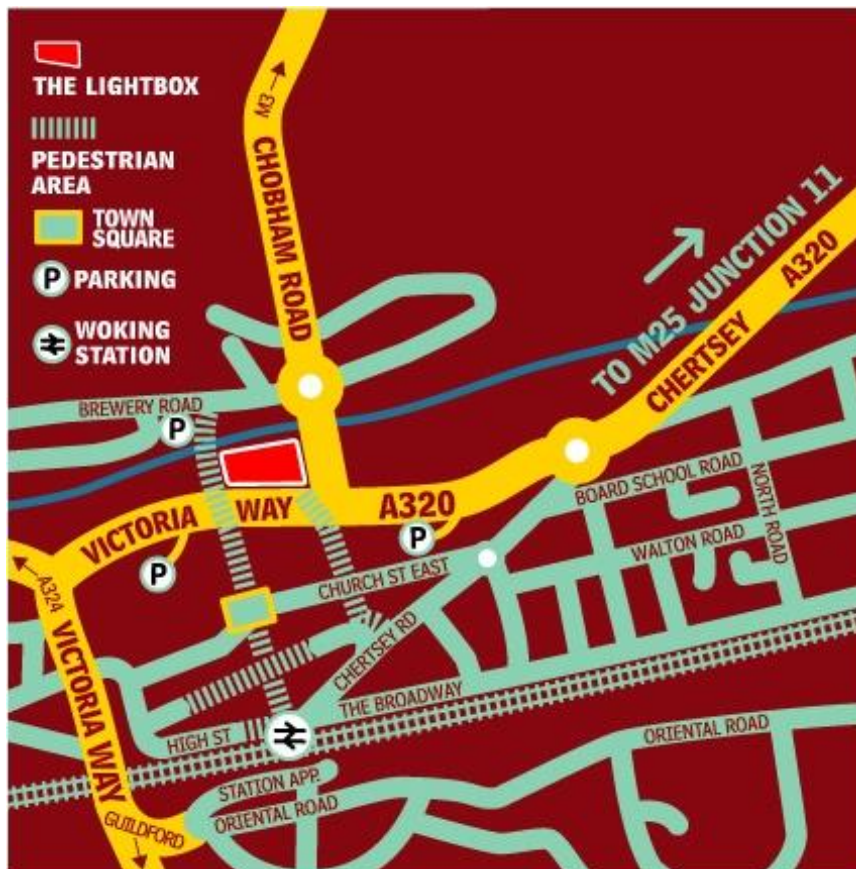 THE LIGHTBOX
PEDESTRIAN
AREA
TOWN
SQUARE
P PARKING
WOKING
STATION
M3
CHOBHAM ROAD
TO M25 JUNCTION 11
CHERTSEY A320
BREWERY ROAD
P
VICTORIA WAY A320
P
P
BOARD SCHOOL ROAD
NORTH ROAD
WALTON ROAD
CHURCH ST EAST
A324
VICTORIA WAY
CHERTSEY RD
THE BROADWAY
HIGH ST
ORIENTAL ROAD
STATION APP.
ORIENTAL ROAD
GUILDFORD